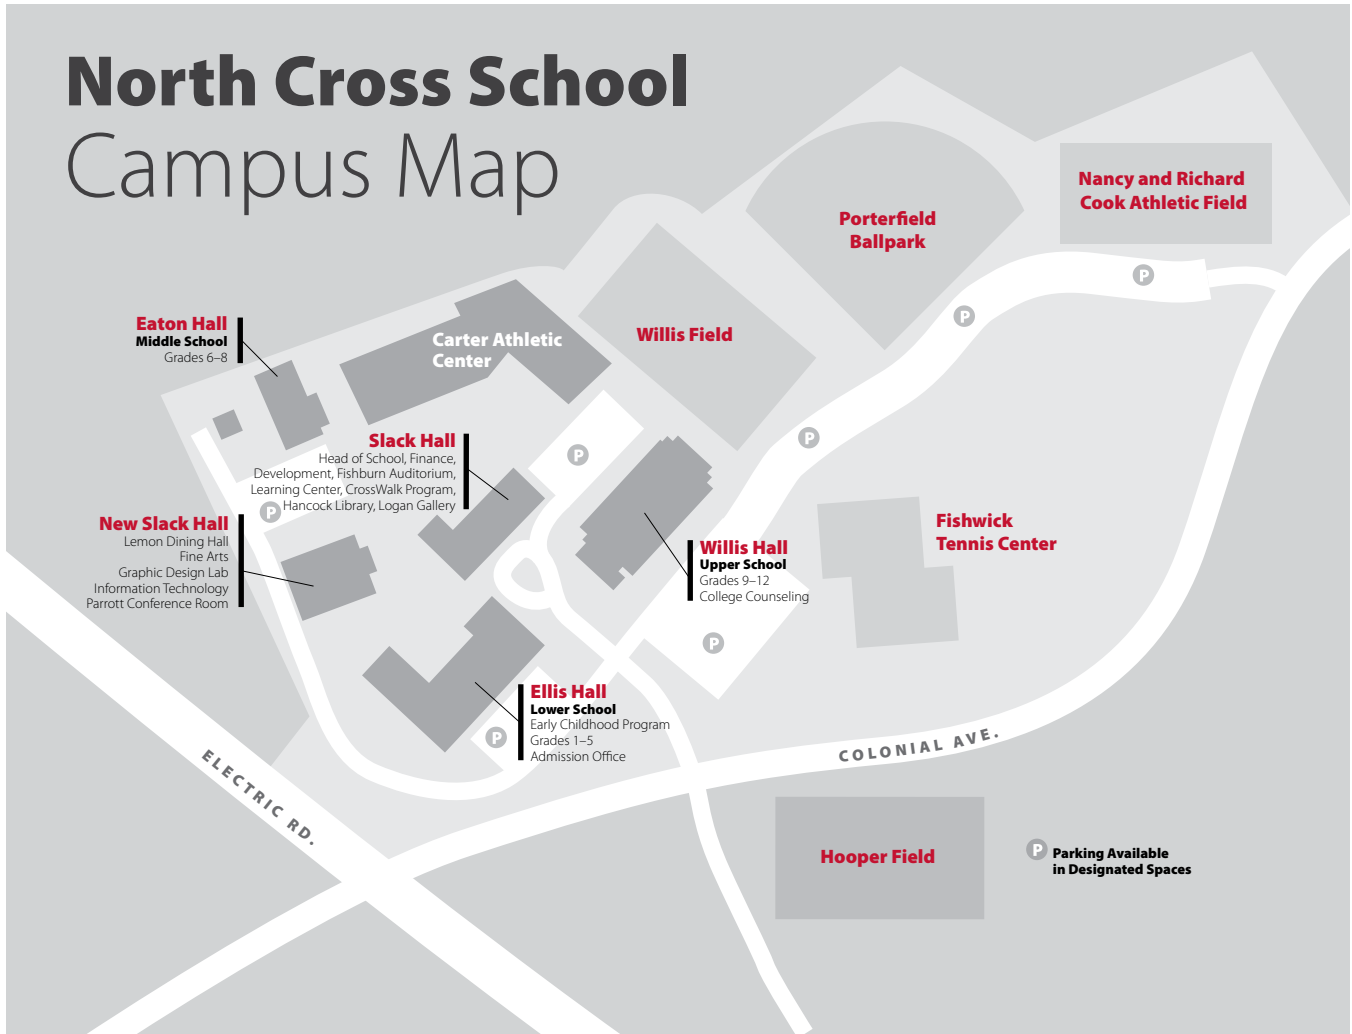 North Cross School
Campus Map
Nancy and Richard
Cook Athletic Field
Porterfield
Ballpark
P
P
Eaton Hall
Middle School
Grades 6–8
Carter Athletic
Center
Willis Field
P
Slack Hall
Head of School, Finance,
Development, Fishburn Auditorium,
Learning Center, CrossWalk Program,
Hancock Library, Logan Gallery
P
P
New Slack Hall
Lemon Dining Hall
Fine Arts
Graphic Design Lab
Information Technology
Parrott Conference Room
Willis Hall
Upper School
Grades 9–12
College Counseling
Fishwick
Tennis Center
P
Ellis Hall
Lower School
Early Childhood Program
Grades 1–5
Admission Office
P
ELECTRIC RD.
COLONIAL AVE.
Hooper Field
P Parking Available
in Designated Spaces